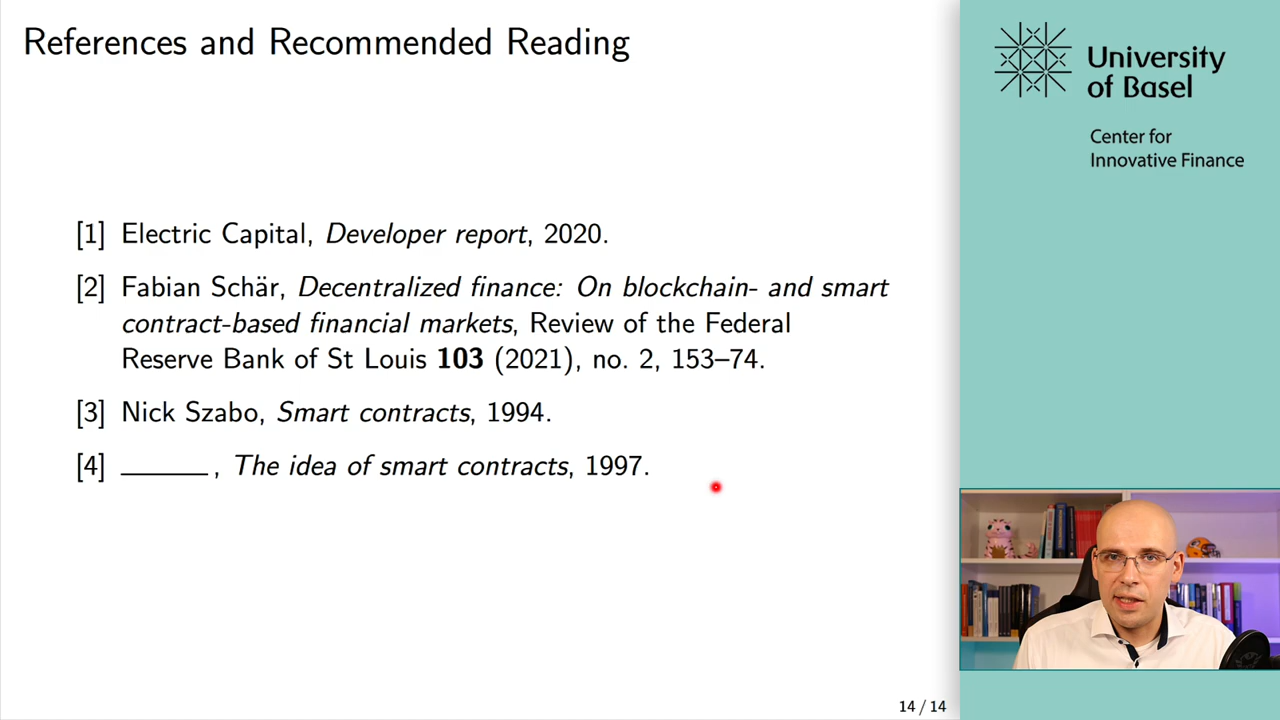 References and Recommended Reading
University
of Basel
Center for
Innovative Finance
[1] Electric Capital, Developer report, 2020.
[2] Fabian Schär, Decentralized finance: On blockchain- and smart
contract-based financial markets, Review of the Federal
Reserve Bank of St Louis 103 (2021), no. 2, 153–74.
[3] Nick Szabo, Smart contracts, 1994.
[4] ______, The idea of smart contracts, 1997.
14 / 14